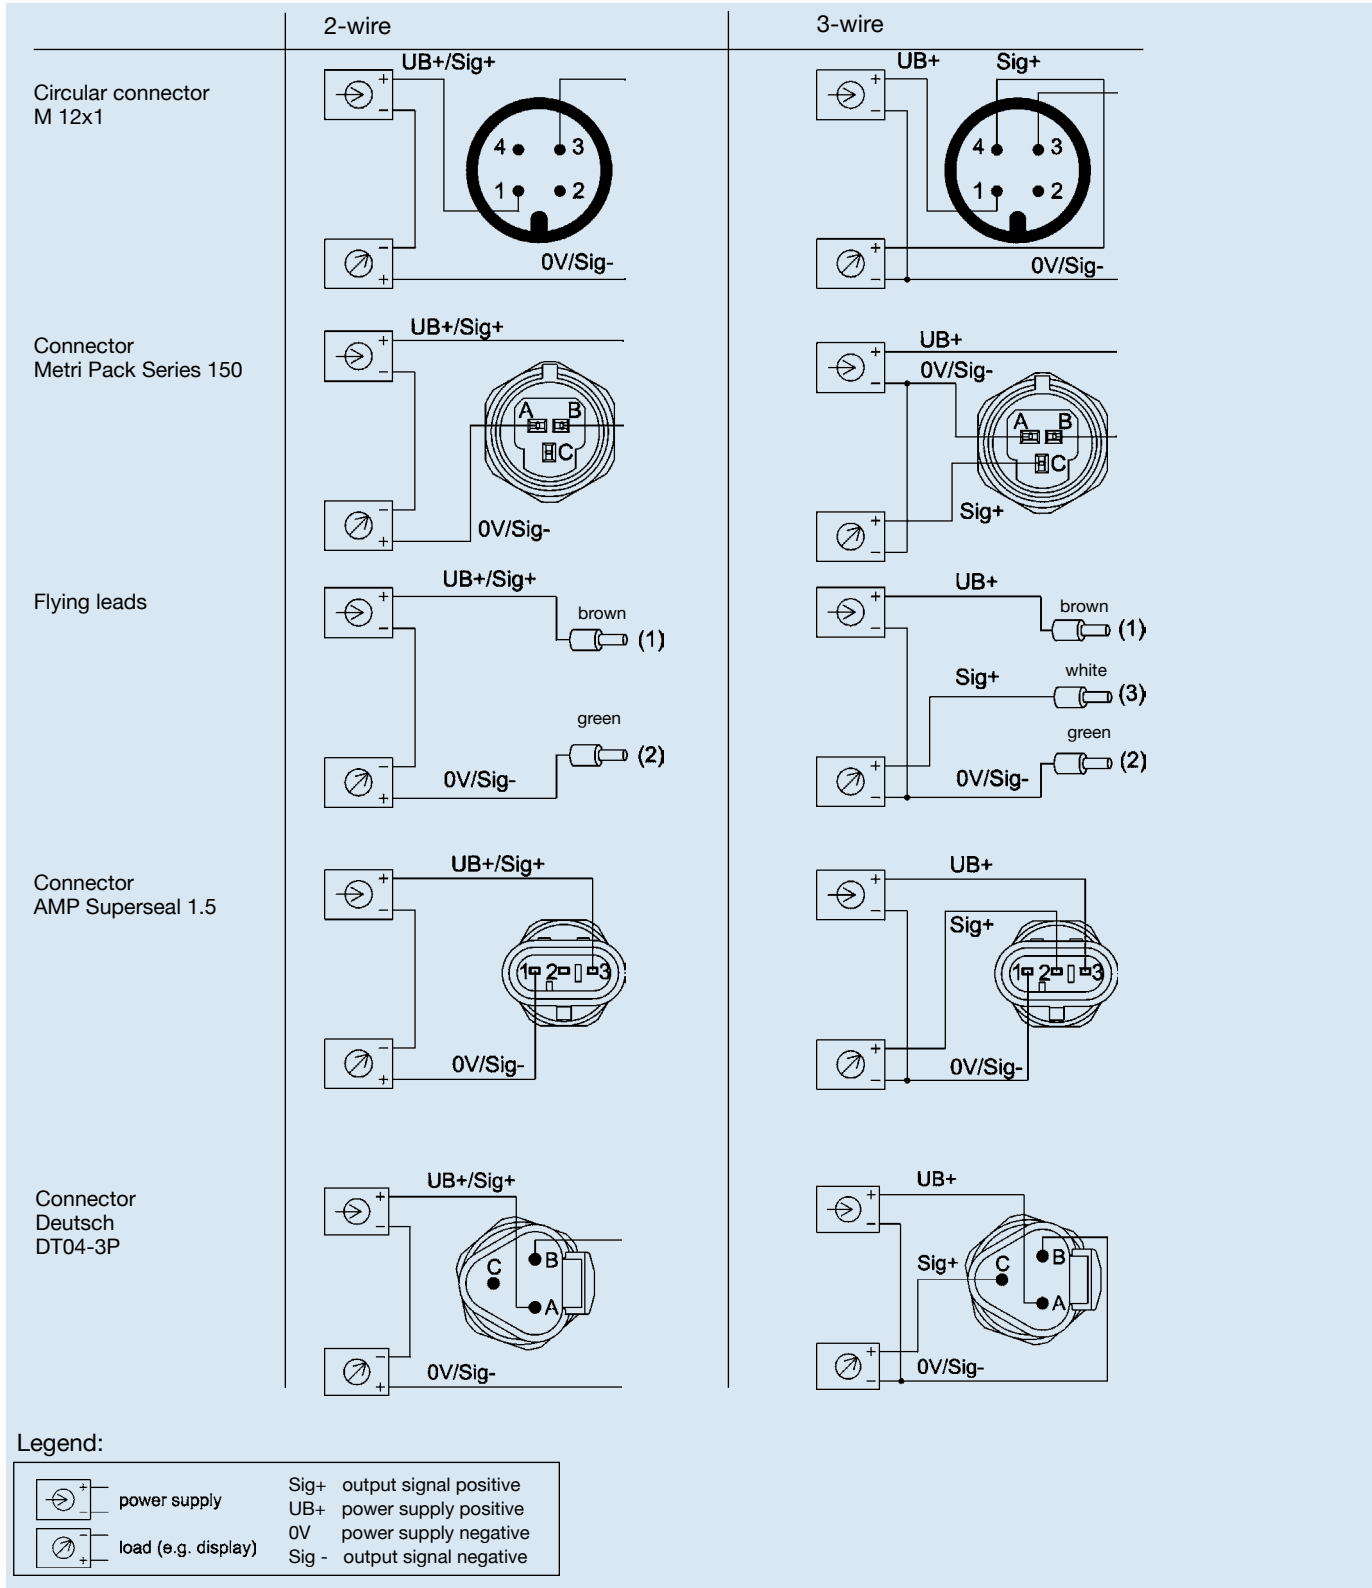 2-wire
3-wire
Circular connector
M 12x1
UB+/Sig+
+
−
4
3
1
2
−
+
0V/Sig-
UB+
Sig+
+
−
4
3
1
2
+
−
0V/Sig-
Connector
Metri Pack Series 150
UB+/Sig+
+
−
A
B
C
−
+
0V/Sig-
UB+
0V/Sig-
+
−
A
B
C
+
−
Sig+
Flying leads
UB+/Sig+
+
−
brown
(1)
green
(2)
−
+
0V/Sig-
UB+
+
−
brown
(1)
Sig+
white
(3)
green
(2)
+
−
0V/Sig-
Connector
AMP Superseal 1.5
UB+/Sig+
+
−
1
2
3
−
+
0V/Sig-
UB+
+
−
Sig+
1
2
3
+
−
0V/Sig-
Connector
Deutsch
DT04-3P
UB+/Sig+
+
−
C
B
A
−
+
0V/Sig-
UB+
+
−
Sig+
C
B
A
+
−
0V/Sig-
Legend:
+
−
power supply
−
+
load (e.g. display)
Sig+ output signal positive
UB+ power supply positive
0V power supply negative
Sig - output signal negative